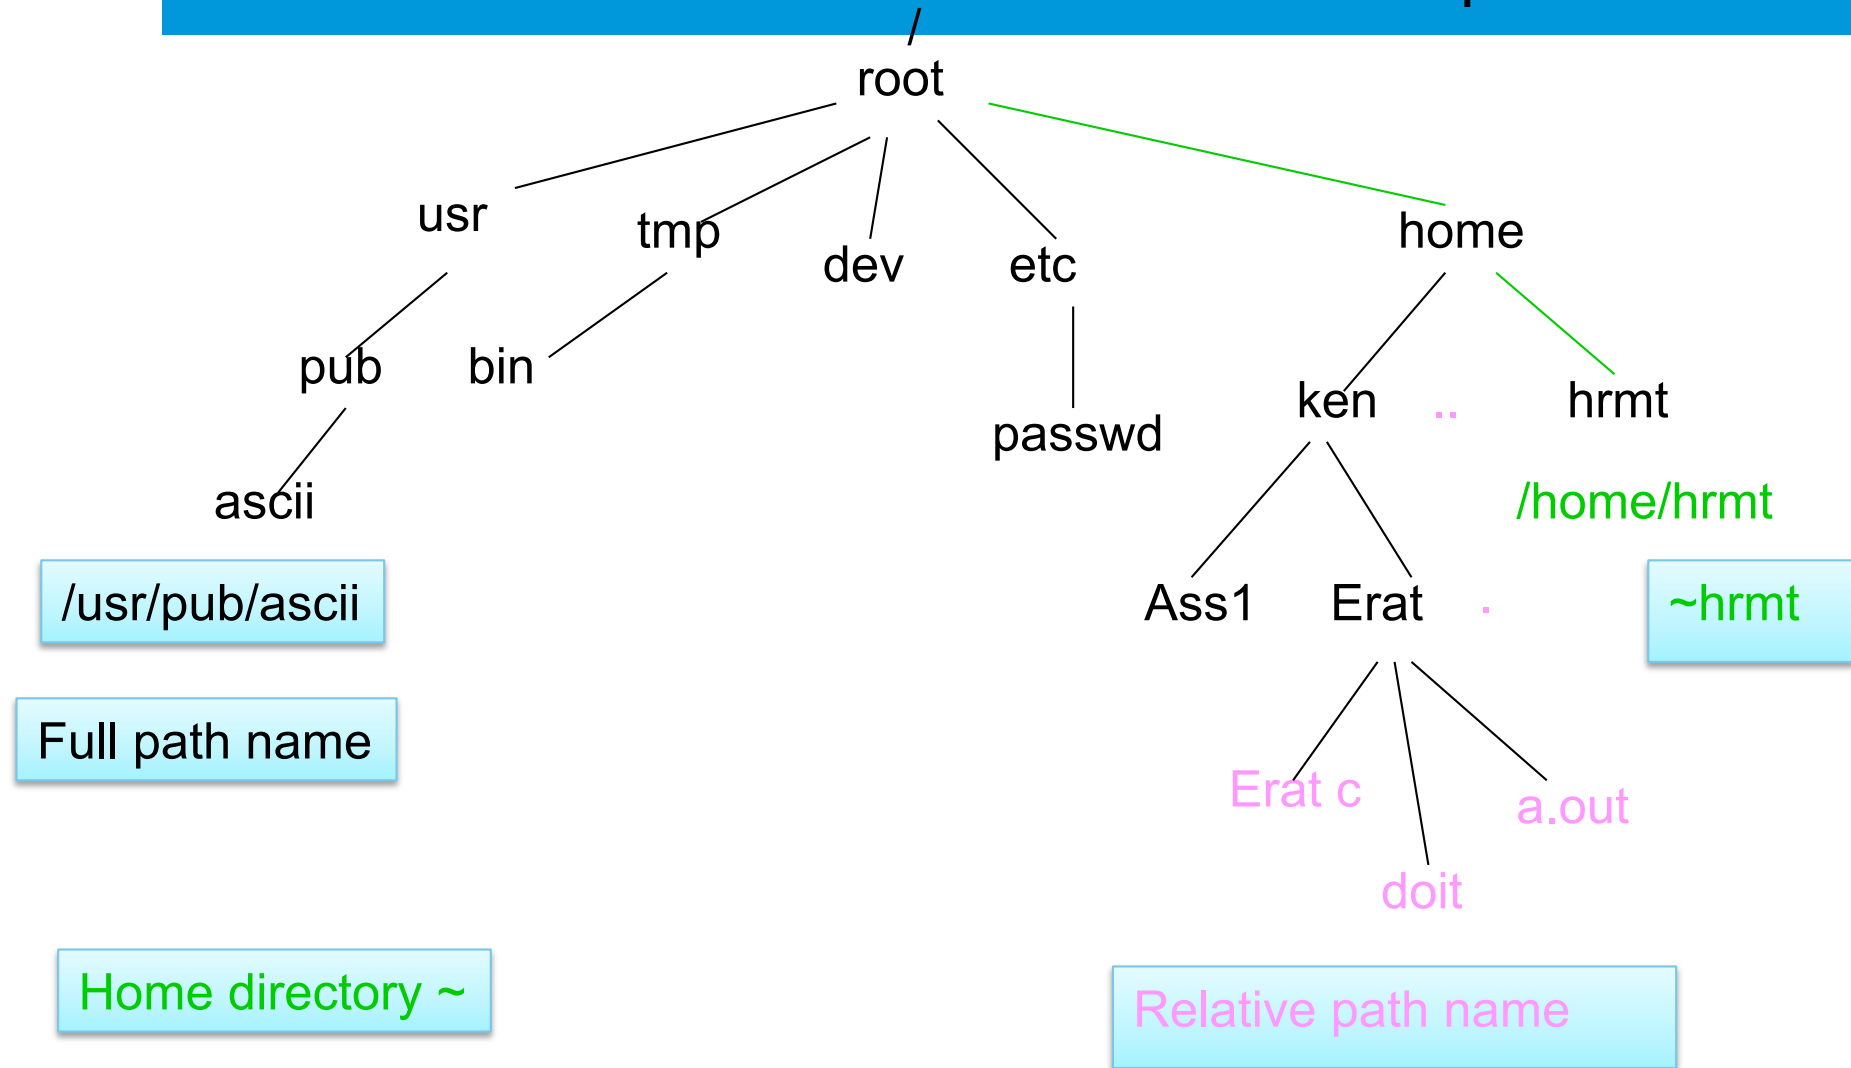 /
root
usr
tmp
dev
etc
home
pub
bin
passwd
ken
..
hrmt
ascii
/home/hrmt
/usr/pub/ascii
Ass1
Erat
.
~hrmt
Full path name
Erat c
a.out
doit
Home directory ~
Relative path name